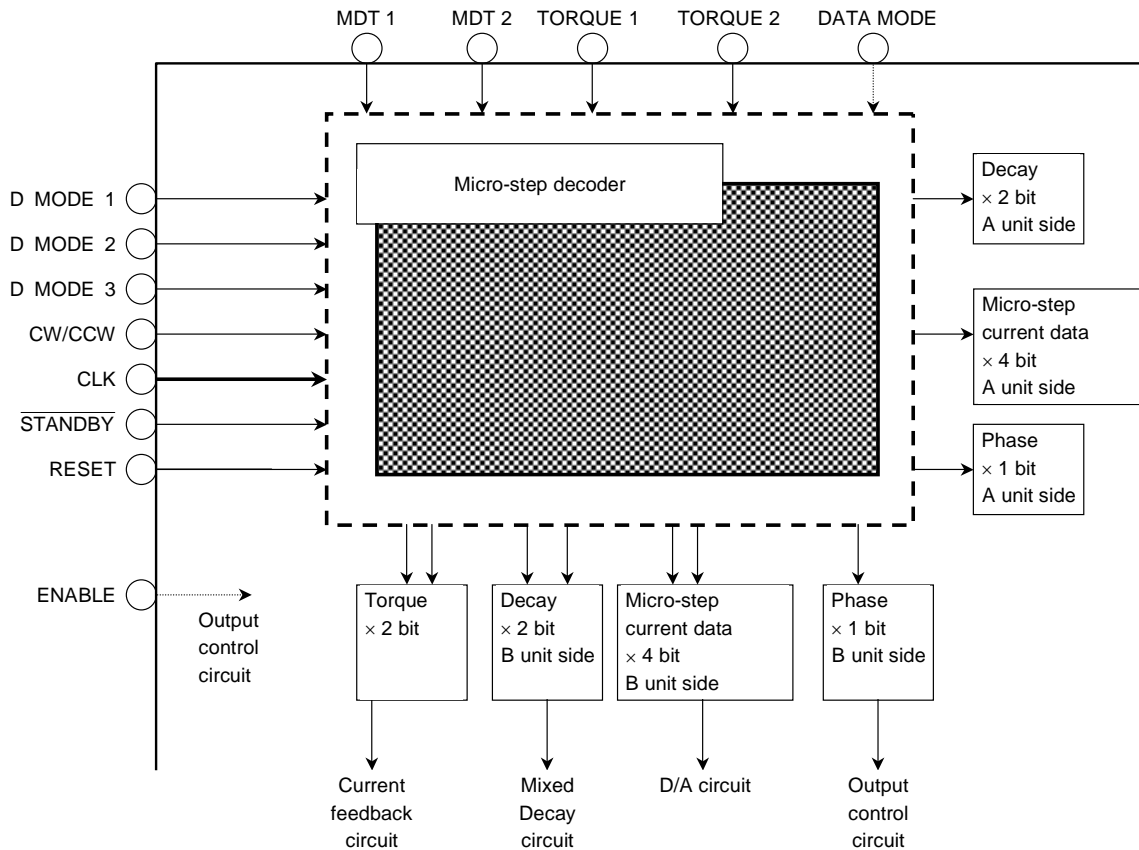 MDT 1
MDT 2
TORQUE 1
TORQUE 2
DATA MODE
D MODE 1
D MODE 2
D MODE 3
CW/CCW
CLK
STANDBY
RESET
ENABLE
Output
control
circuit
Micro-step decoder
Decay
× 2 bit
A unit side
Micro-step
current data
× 4 bit
A unit side
Phase
× 1 bit
A unit side
Torque
× 2 bit
Decay
× 2 bit
B unit side
Micro-step
current data
× 4 bit
B unit side
Phase
× 1 bit
B unit side
Current
feedback
circuit
Mixed
Decay
circuit
D/A circuit
Output
control
circuit